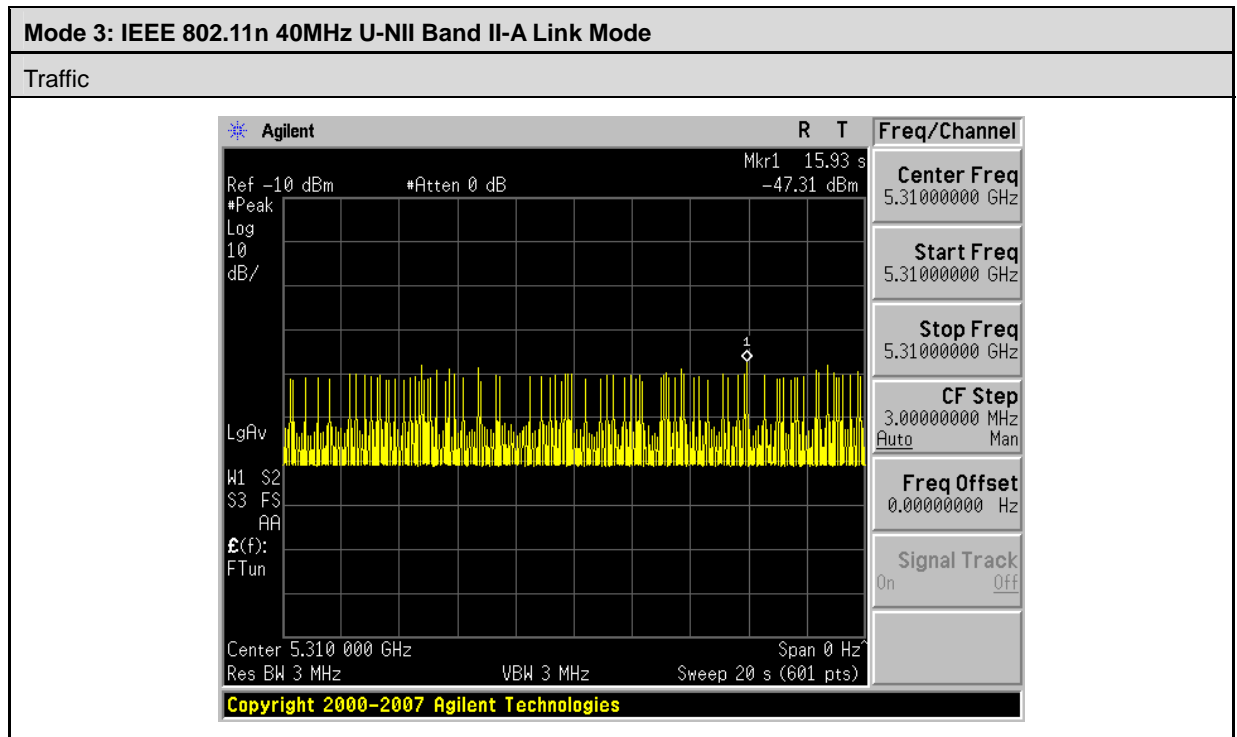 Mode 3: IEEE 802.11n 40MHz U-NII Band II-A Link Mode
Traffic
Agilent R T Freq/Channel
Mkr1 15.93 s
Ref -10 dBm #Atten 0 dB -47.31 dBm
#Peak
Log
10
dB/
1
LgAv
W1 S2
S3 FS
AA
£(f):
FTun
Center 5.310 000 GHz Span 0 Hz^
Res BW 3 MHz VBW 3 MHz Sweep 20 s (601 pts)
Copyright 2000-2007 Agilent Technologies
Center Freq
5.31000000 GHz
Start Freq
5.31000000 GHz
Stop Freq
5.31000000 GHz
CF Step
3.00000000 MHz
Auto Man
Freq Offset
0.00000000 Hz
Signal Track
On Off